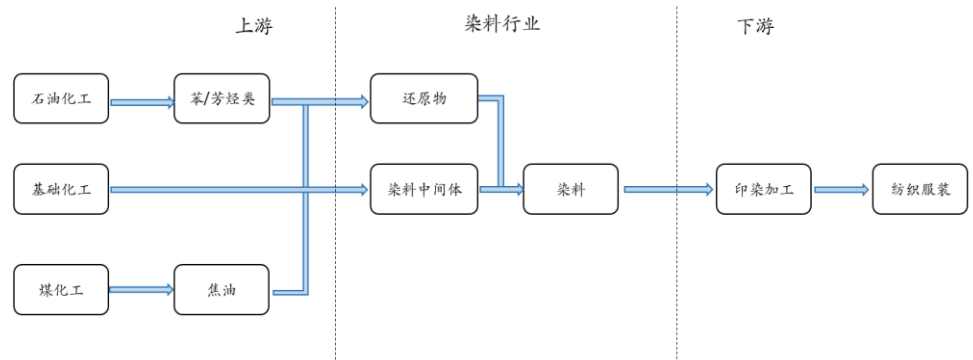 上游
染料行业
下游
石油化工
苯/芳烃类
还原物
基础化工
染料中间体
染料
印染加工
纺织服装
煤化工
焦油